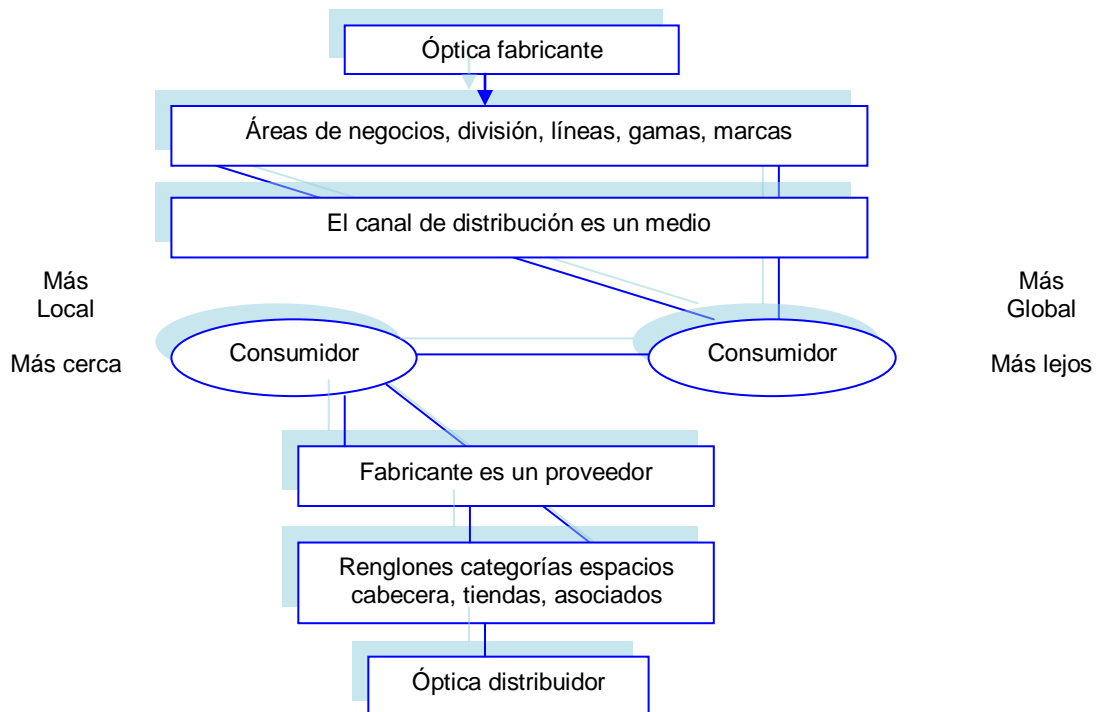 Óptica fabricante
Áreas de negocios, división, líneas, gamas, marcas
El canal de distribución es un medio
Más
Local
Más cerca
Consumidor
Consumidor
Más
Global
Más lejos
Fabricante es un proveedor
Renglones categorías espacios
cabecera, tiendas, asociados
Óptica distribuidor